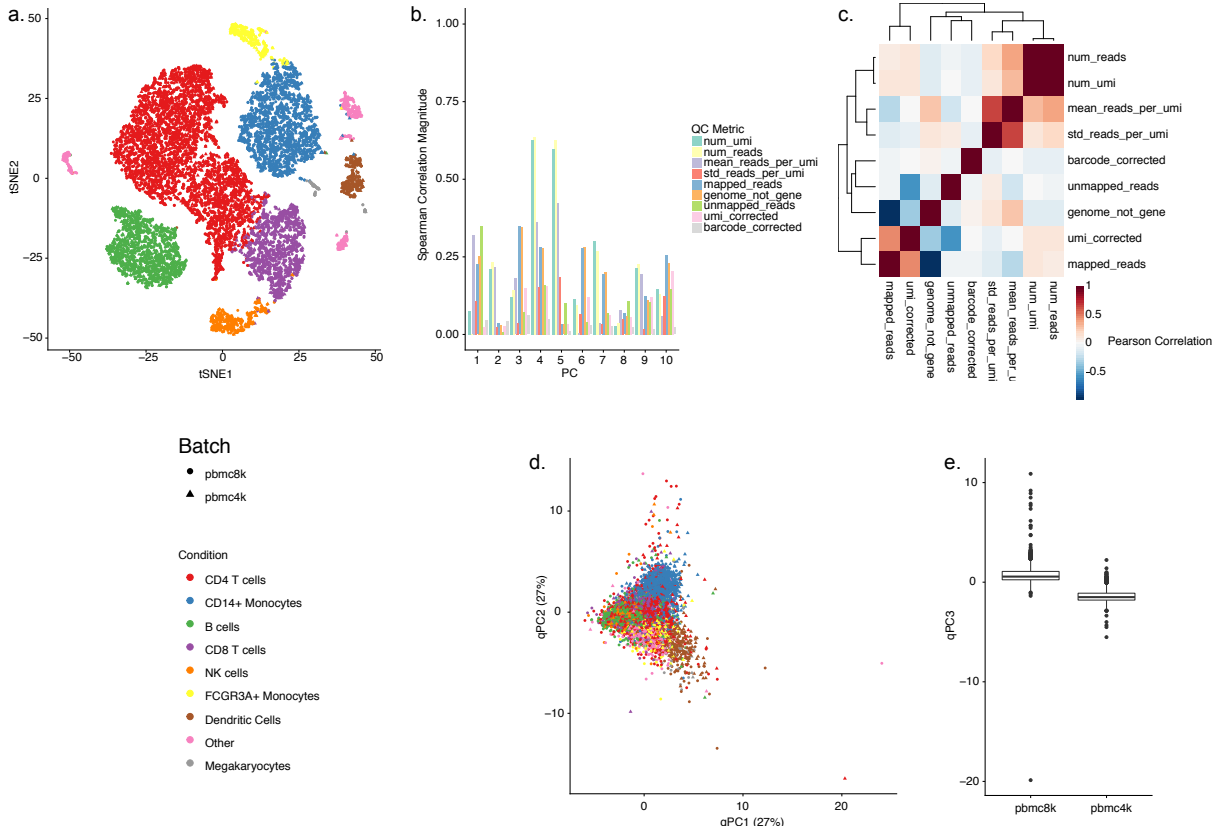 a.
50
25
0
−25
−50
tSNE2
−50
−25
0
25
50
tSNE1
b.
1.00
0.75
0.50
0.25
0.00
Spearman Correlation Magnitude
1 2 3 4 5 6 7 8 9 10
PC
QC Metric
num_umi
num_reads
mean_reads_per_umi
std_reads_per_umi
mapped_reads
genome_not_gene
unmapped_reads
umi_corrected
barcode_corrected
c.
num_reads
num_umi
mean_reads_per_umi
std_reads_per_umi
barcode_corrected
unmapped_reads
genome_not_gene
umi_corrected
mapped_reads
mapped_reads
umi_corrected
genome_not_gene
unmapped_reads
barcode_corrected
std_reads_per_umi
mean_reads_per_u
num_umi
num_reads
1
0.5
0
−0.5
Pearson Correlation
Batch
pbmc8k
pbmc4k
Condition
CD4 T cells
CD14+ Monocytes
B cells
CD8 T cells
NK cells
FCGR3A+ Monocytes
Dendritic Cells
Other
Megakaryocytes
d.
10
0
−10
qPC2 (27%)
0
10
20
qPC1 (27%)
e.
10
0
−10
−20
qPC3
pbmc8k
pbmc4k